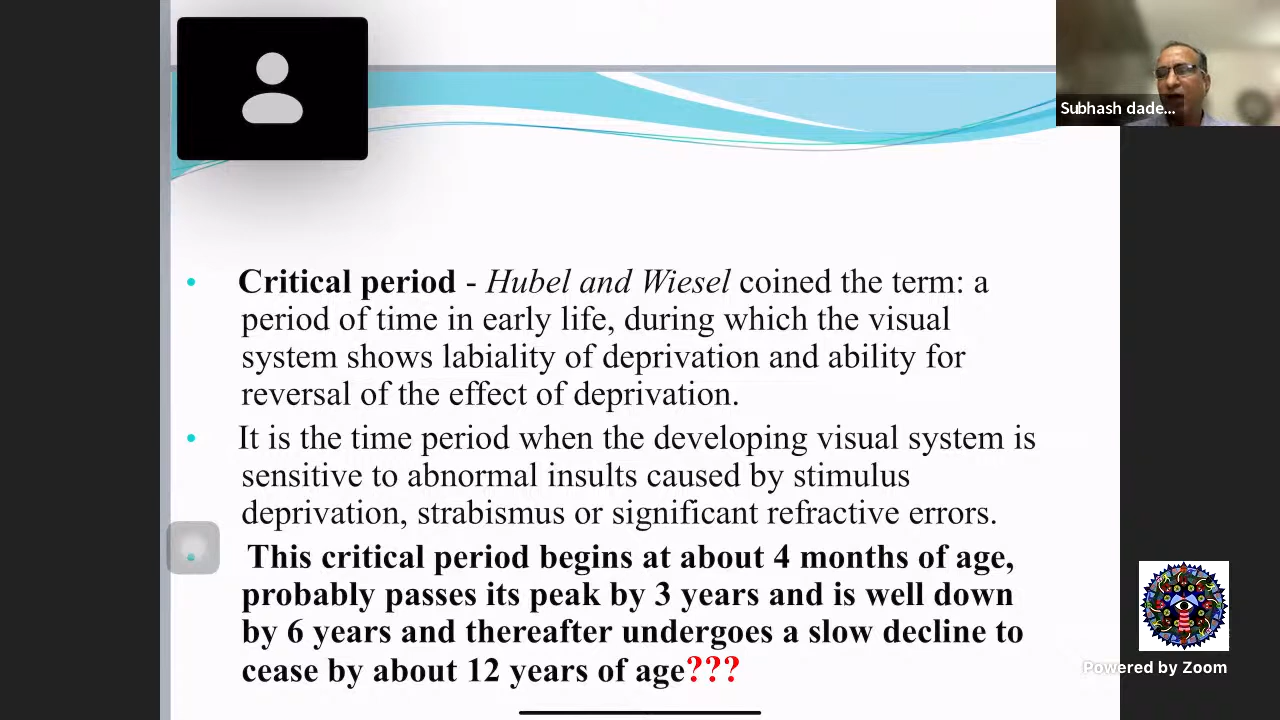 Subhash dade...
• Critical period - Hubel and Wiesel coined the term: a
period of time in early life, during which the visual
system shows labiality of deprivation and ability for
reversal of the effect of deprivation.
• It is the time period when the developing visual system is
sensitive to abnormal insults caused by stimulus
deprivation, strabismus or significant refractive errors.
• This critical period begins at about 4 months of age,
probably passes its peak by 3 years and is well down
by 6 years and thereafter undergoes a slow decline to
cease by about 12 years of age???
Powered by Zoom